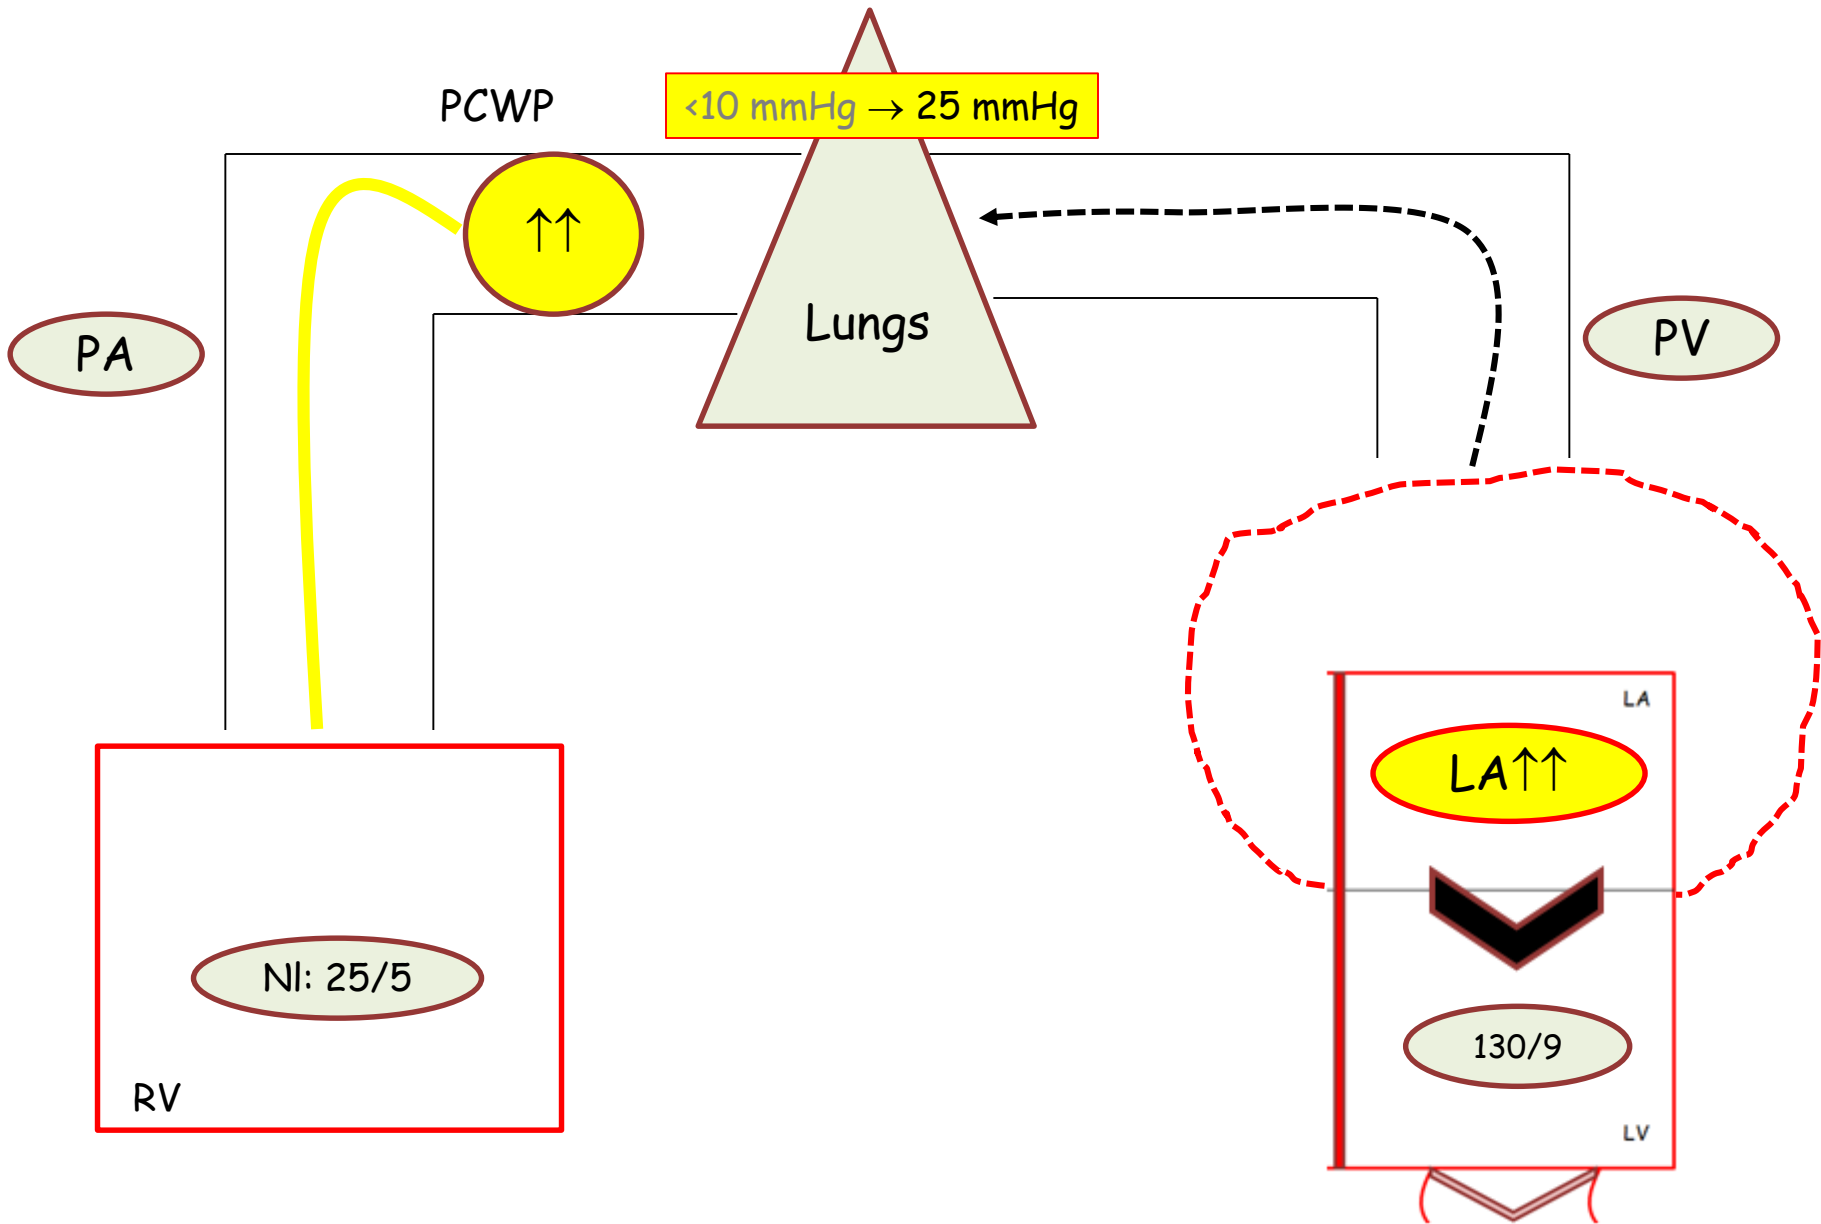 PCWP
<10 mmHg → 25 mmHg
↑↑
Lungs
PA
PV
LA
LA↑↑
Nl: 25/5
130/9
RV
LV